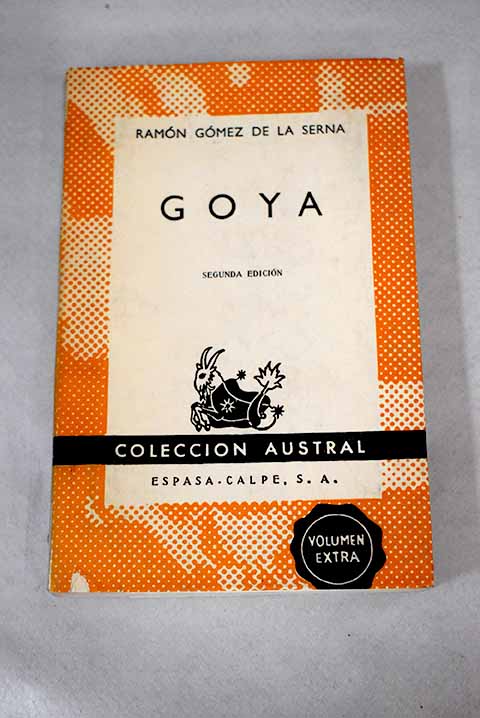 RAMÓN GÓMEZ DE LA SERNA
GOYA
SEGUNDA EDICIÓN
COLECCION AUSTRAL
ESPASA-CALPE, S. A.
VOLUMEN
EXTRA